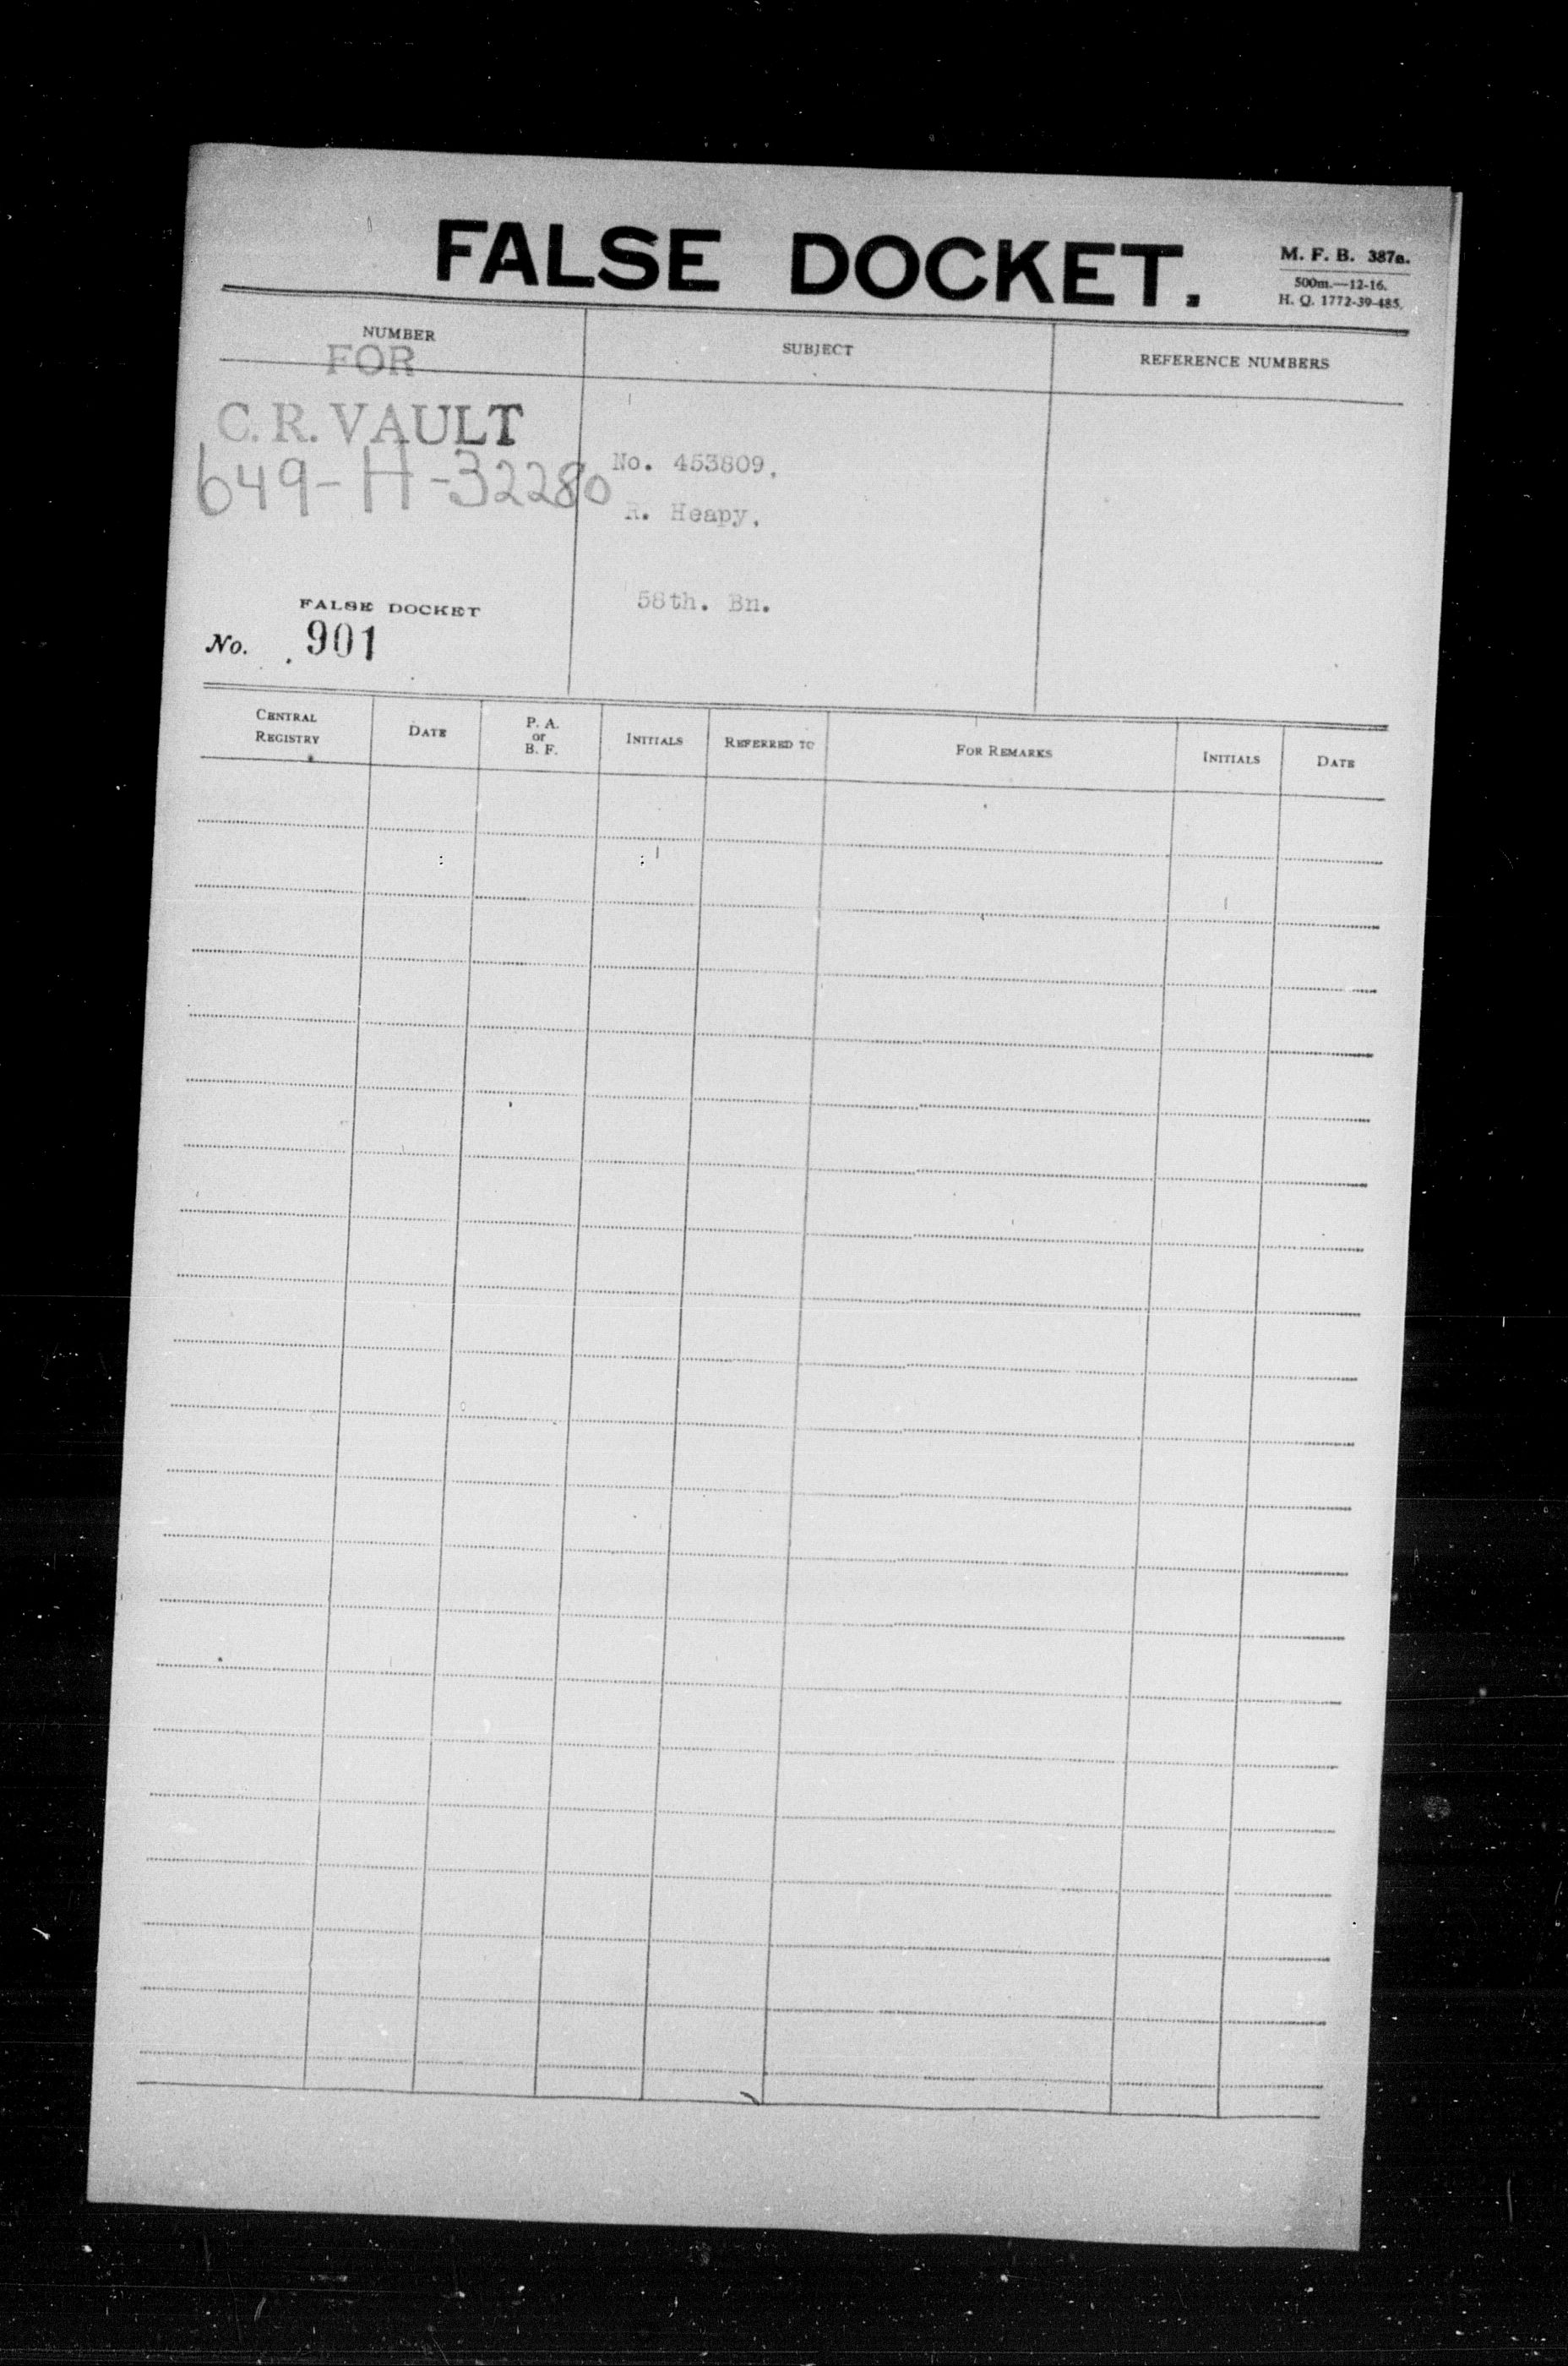 FALSE DOCKET.
M. F. B. 387a.
500m.—12-16.
H. Q. 1772-39-485.
NUMBER
SUBJECT
REFERENCE NUMBERS
FOR
C. R. VAULT
649-H-32280
No. 453809.
R. Heapy.
58th. Bn.
FALSE DOCKET
No. 901
CENTRAL REGISTRY
DATE
P. A.
or
B. F.
INITIALS
REFERRED TO
FOR REMARKS
INITIALS
DATE